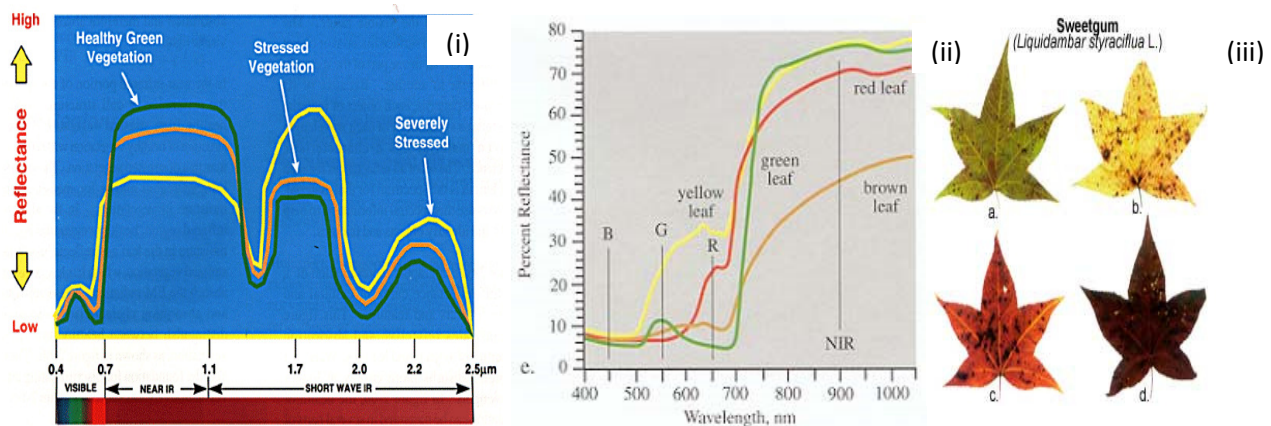 High
Reflectance
Low
(i)
Healthy Green
Vegetation
Stressed
Vegetation
Severely
Stressed
0.4
0.7
1.1
1.7
2.0
2.2
2.5μm
VISIBLE
NEAR IR
SHORT WAVE IR
(ii)
80
70
60
50
40
30
20
10
0
Percent Reflectance
B
G
R
NIR
yellow
leaf
green
leaf
red leaf
brown
leaf
e.
400
500
600
700
800
900
1000
Wavelength, nm
Sweetgum
(Liquidambar styraciflua L.)
(iii)
a.
b.
c.
d.